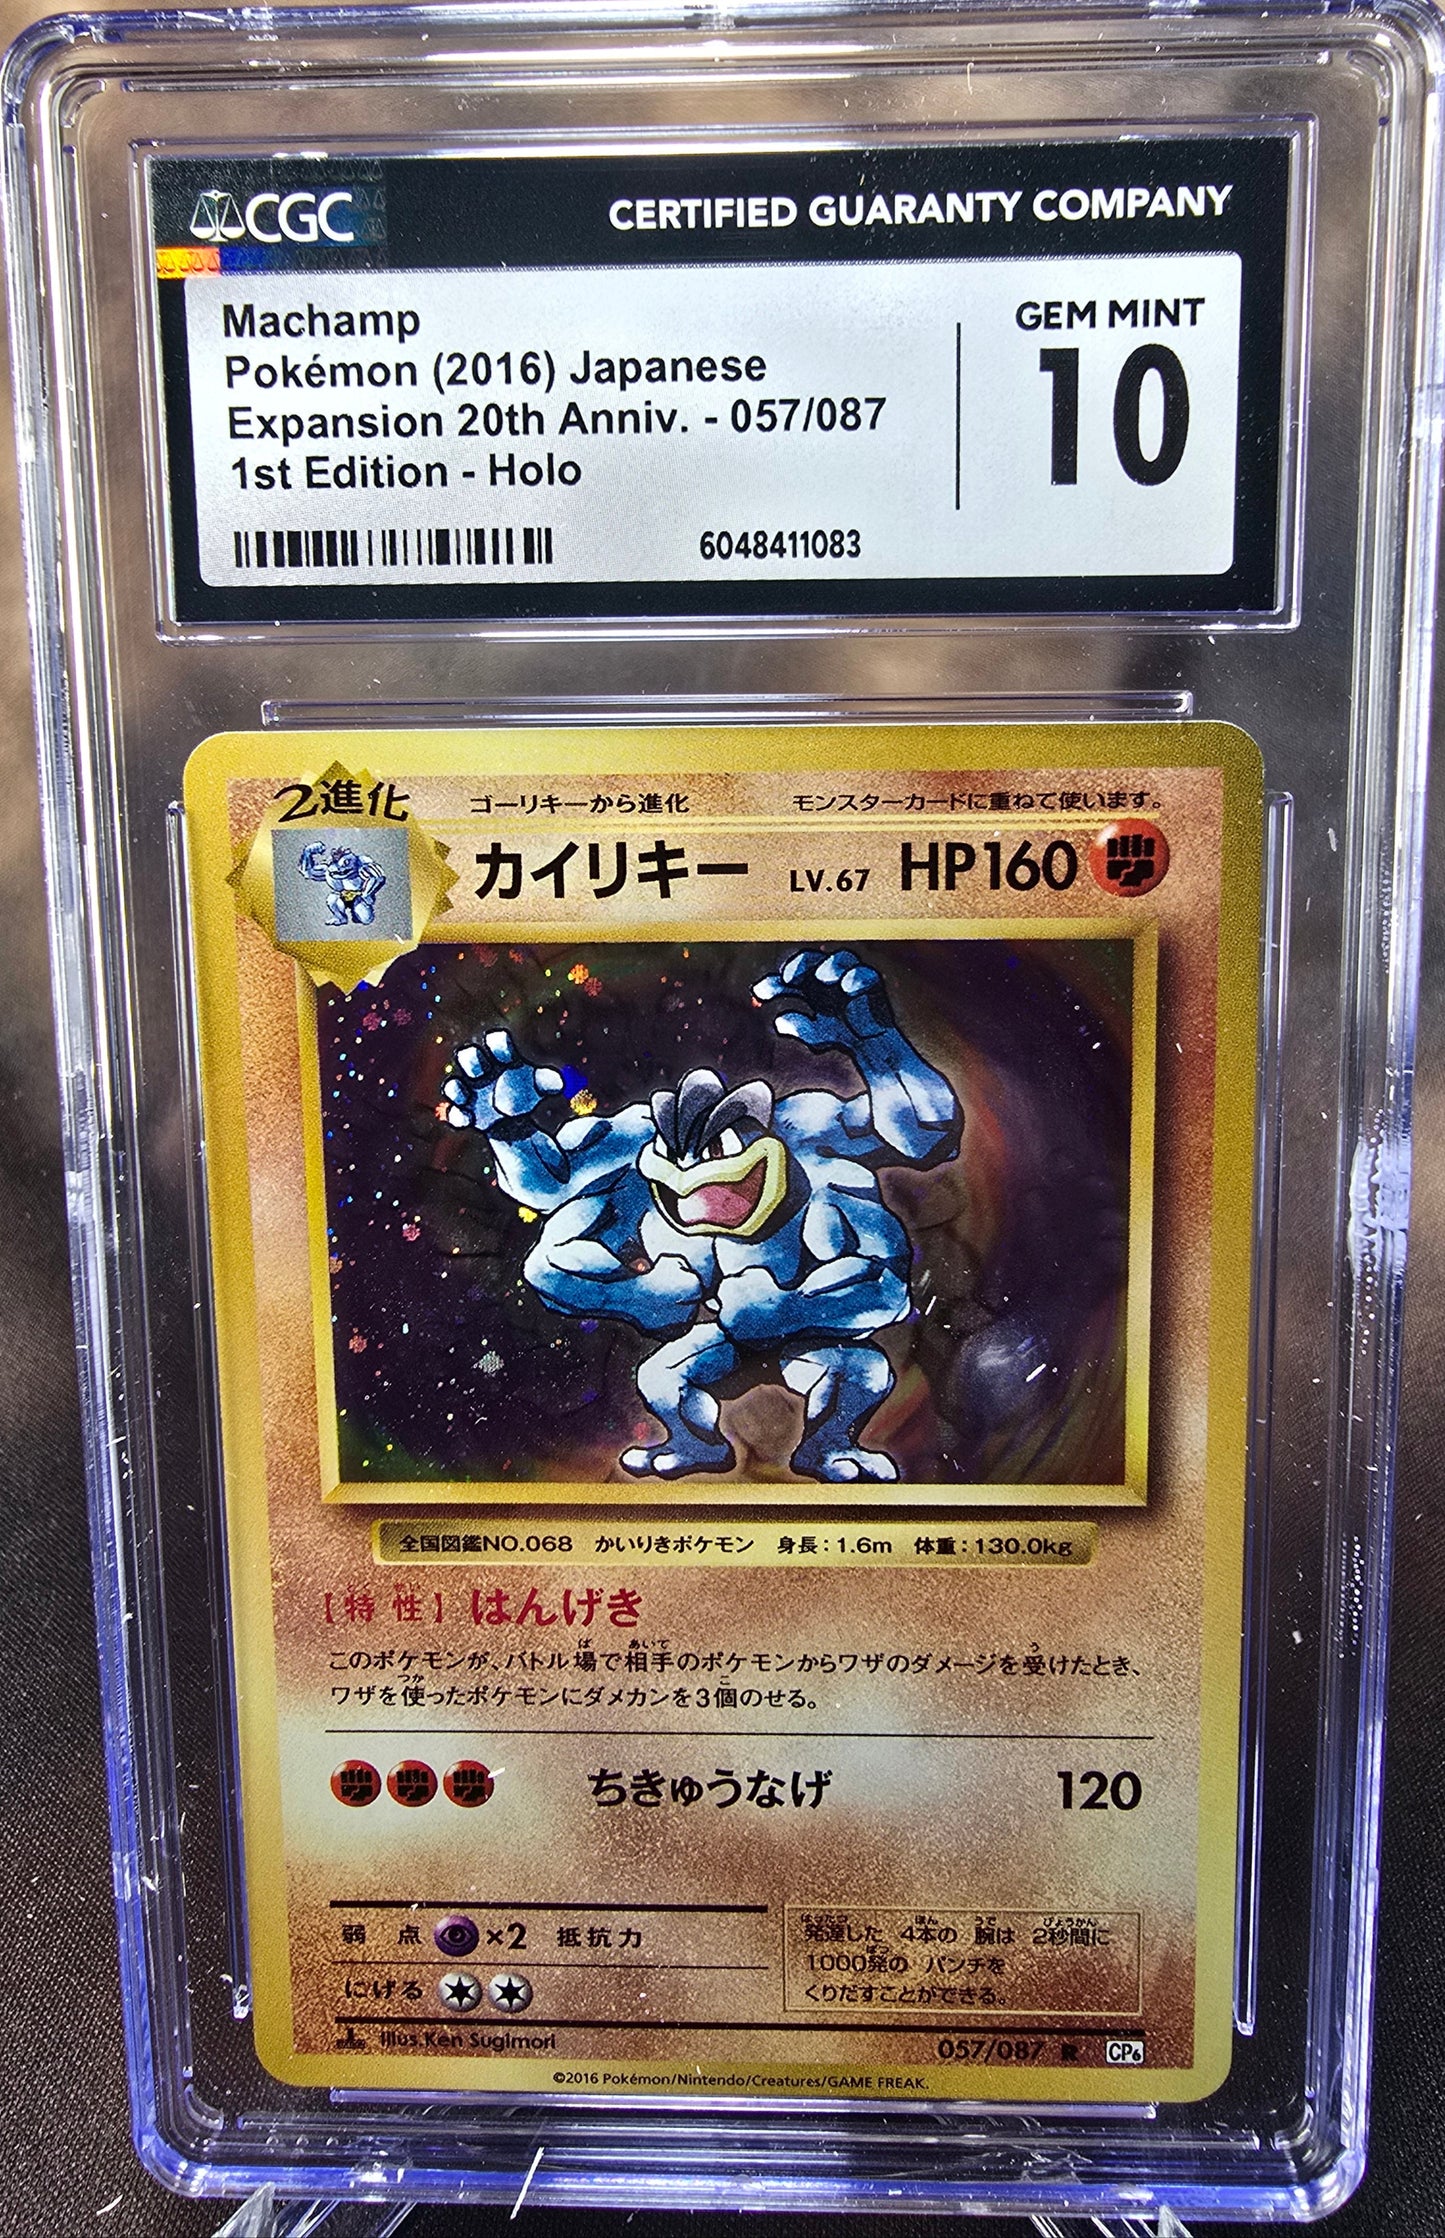 CGC
CERTIFIED GUARANTY COMPANY
Machamp
Pokémon (2016) Japanese
Expansion 20th Anniv. - 057/087
1st Edition - Holo
GEM MINT
10
6048411083
2進化
ゴーリキーから進化
モンスターカードに重ねて使います。
カイリキー LV.67 HP160
全国図鑑NO.068 かいりきポケモン 身長:1.6m 体重:130.0kg
【特性】はんげき
このポケモンが、バトル場で相手のポケモンからワザのダメージを受けたとき、
ワザを使ったポケモンにダメカンを3個のせる。
ちきゅうなげ 120
弱点 ×2 抵抗力
にげる
発達した 4本の 腕は 2秒間に
1000発の パンチを
くりだすことができる。
Illus.Ken Sugimori
057/087 R CP6
©2016 Pokémon/Nintendo/Creatures/GAME FREAK.